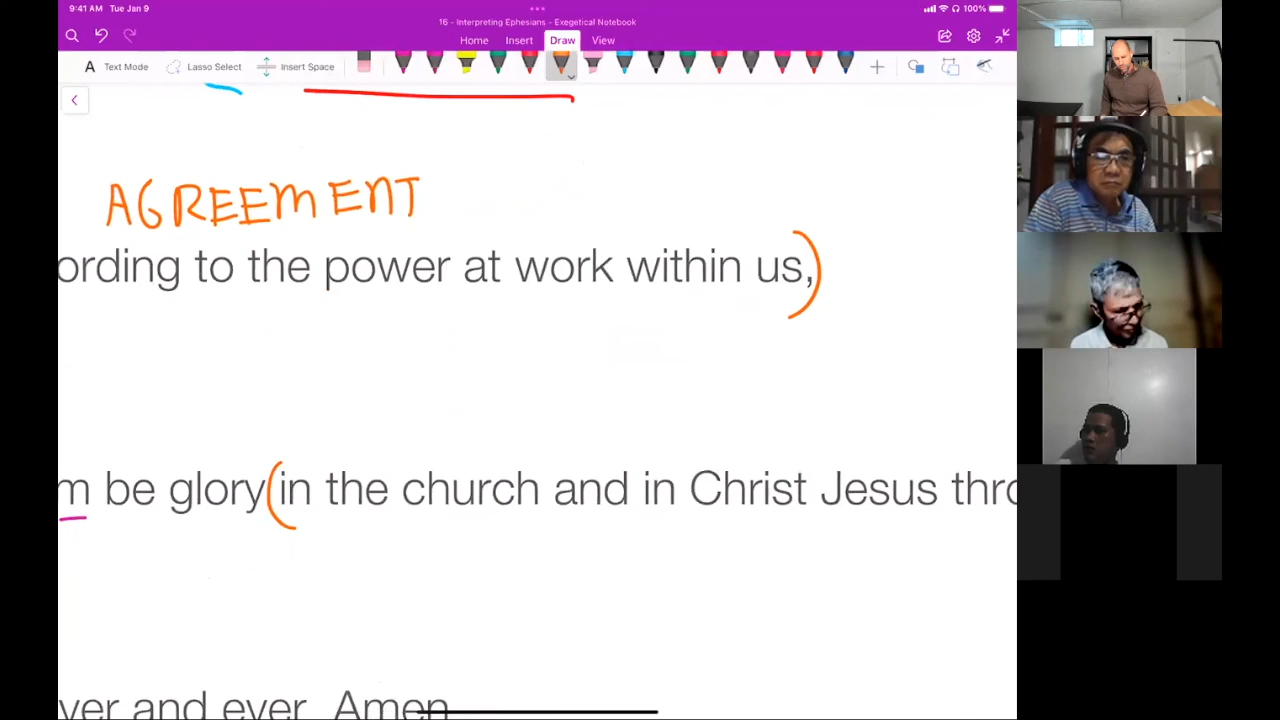 9:41 AM Tue Jan 9
100%
16 - Interpreting Ephesians - Exegetical Notebook
Home Insert Draw View
A Text Mode Lasso Select Insert Space
AGREEMENT
ording to the power at work within us,)
m be glory (in the church and in Christ Jesus thro
ver and ever Amen